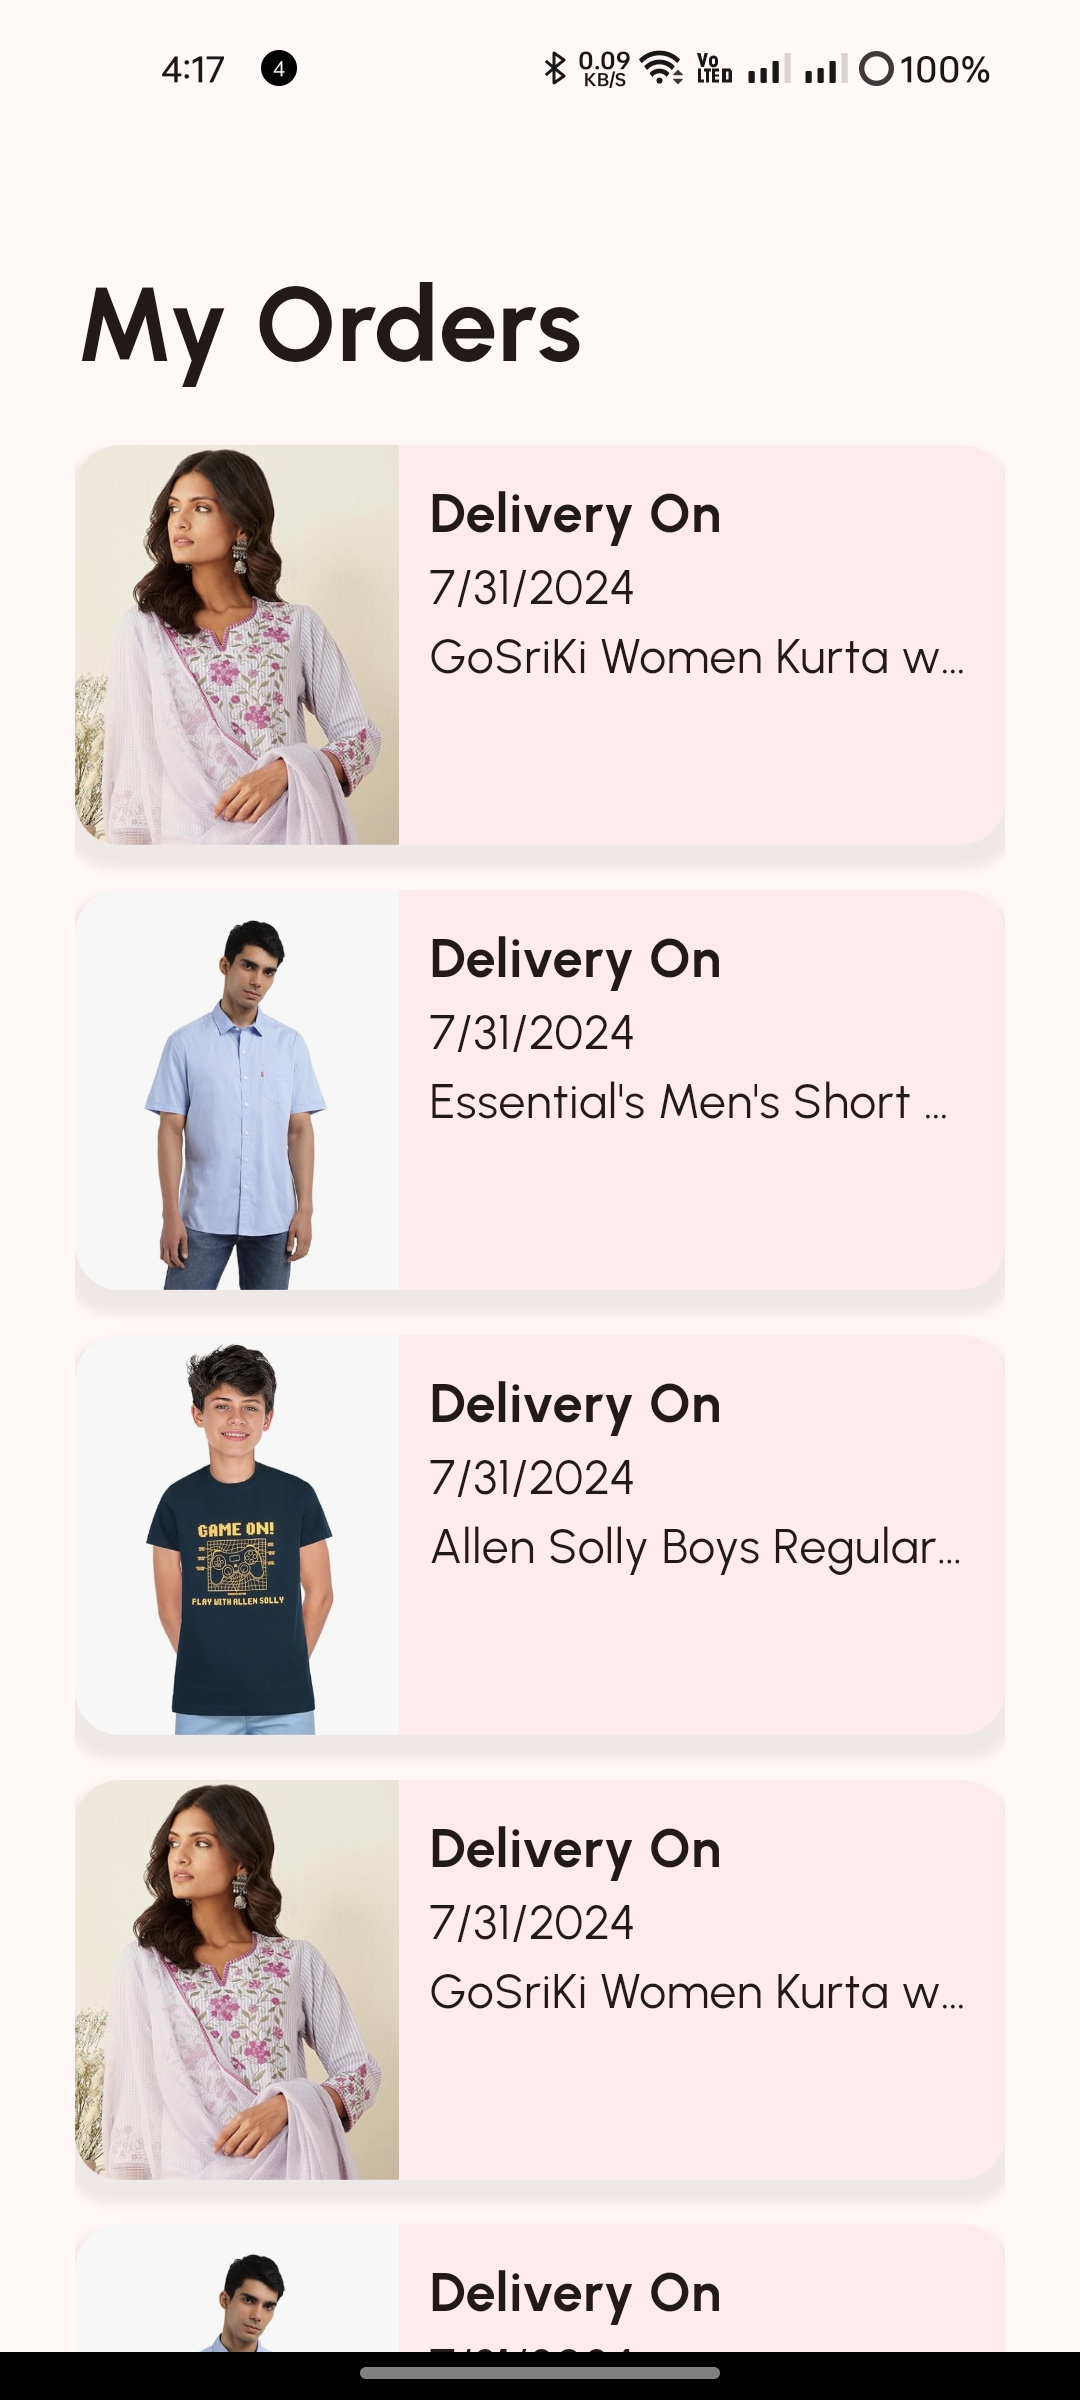 4:17 4 0.09 KB/S Vo LTE D 100%
My Orders
Delivery On
7/31/2024
GoSriKi Women Kurta w...
Delivery On
7/31/2024
Essential's Men's Short ...
Delivery On
7/31/2024
Allen Solly Boys Regular...
GAME ON!
PLAY WITH ALLEN SOLLY
Delivery On
7/31/2024
GoSriKi Women Kurta w...
Delivery On